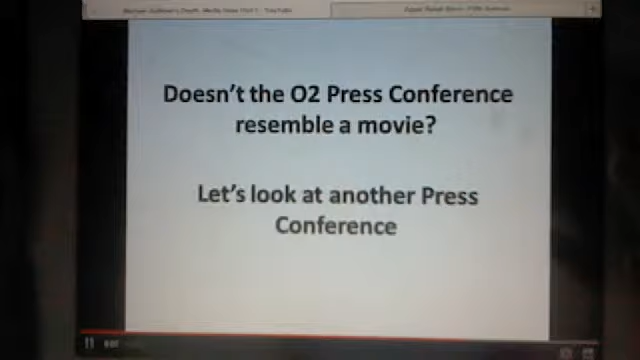 Doesn't the O2 Press Conference
resemble a movie?
Let's look at another Press
Conference